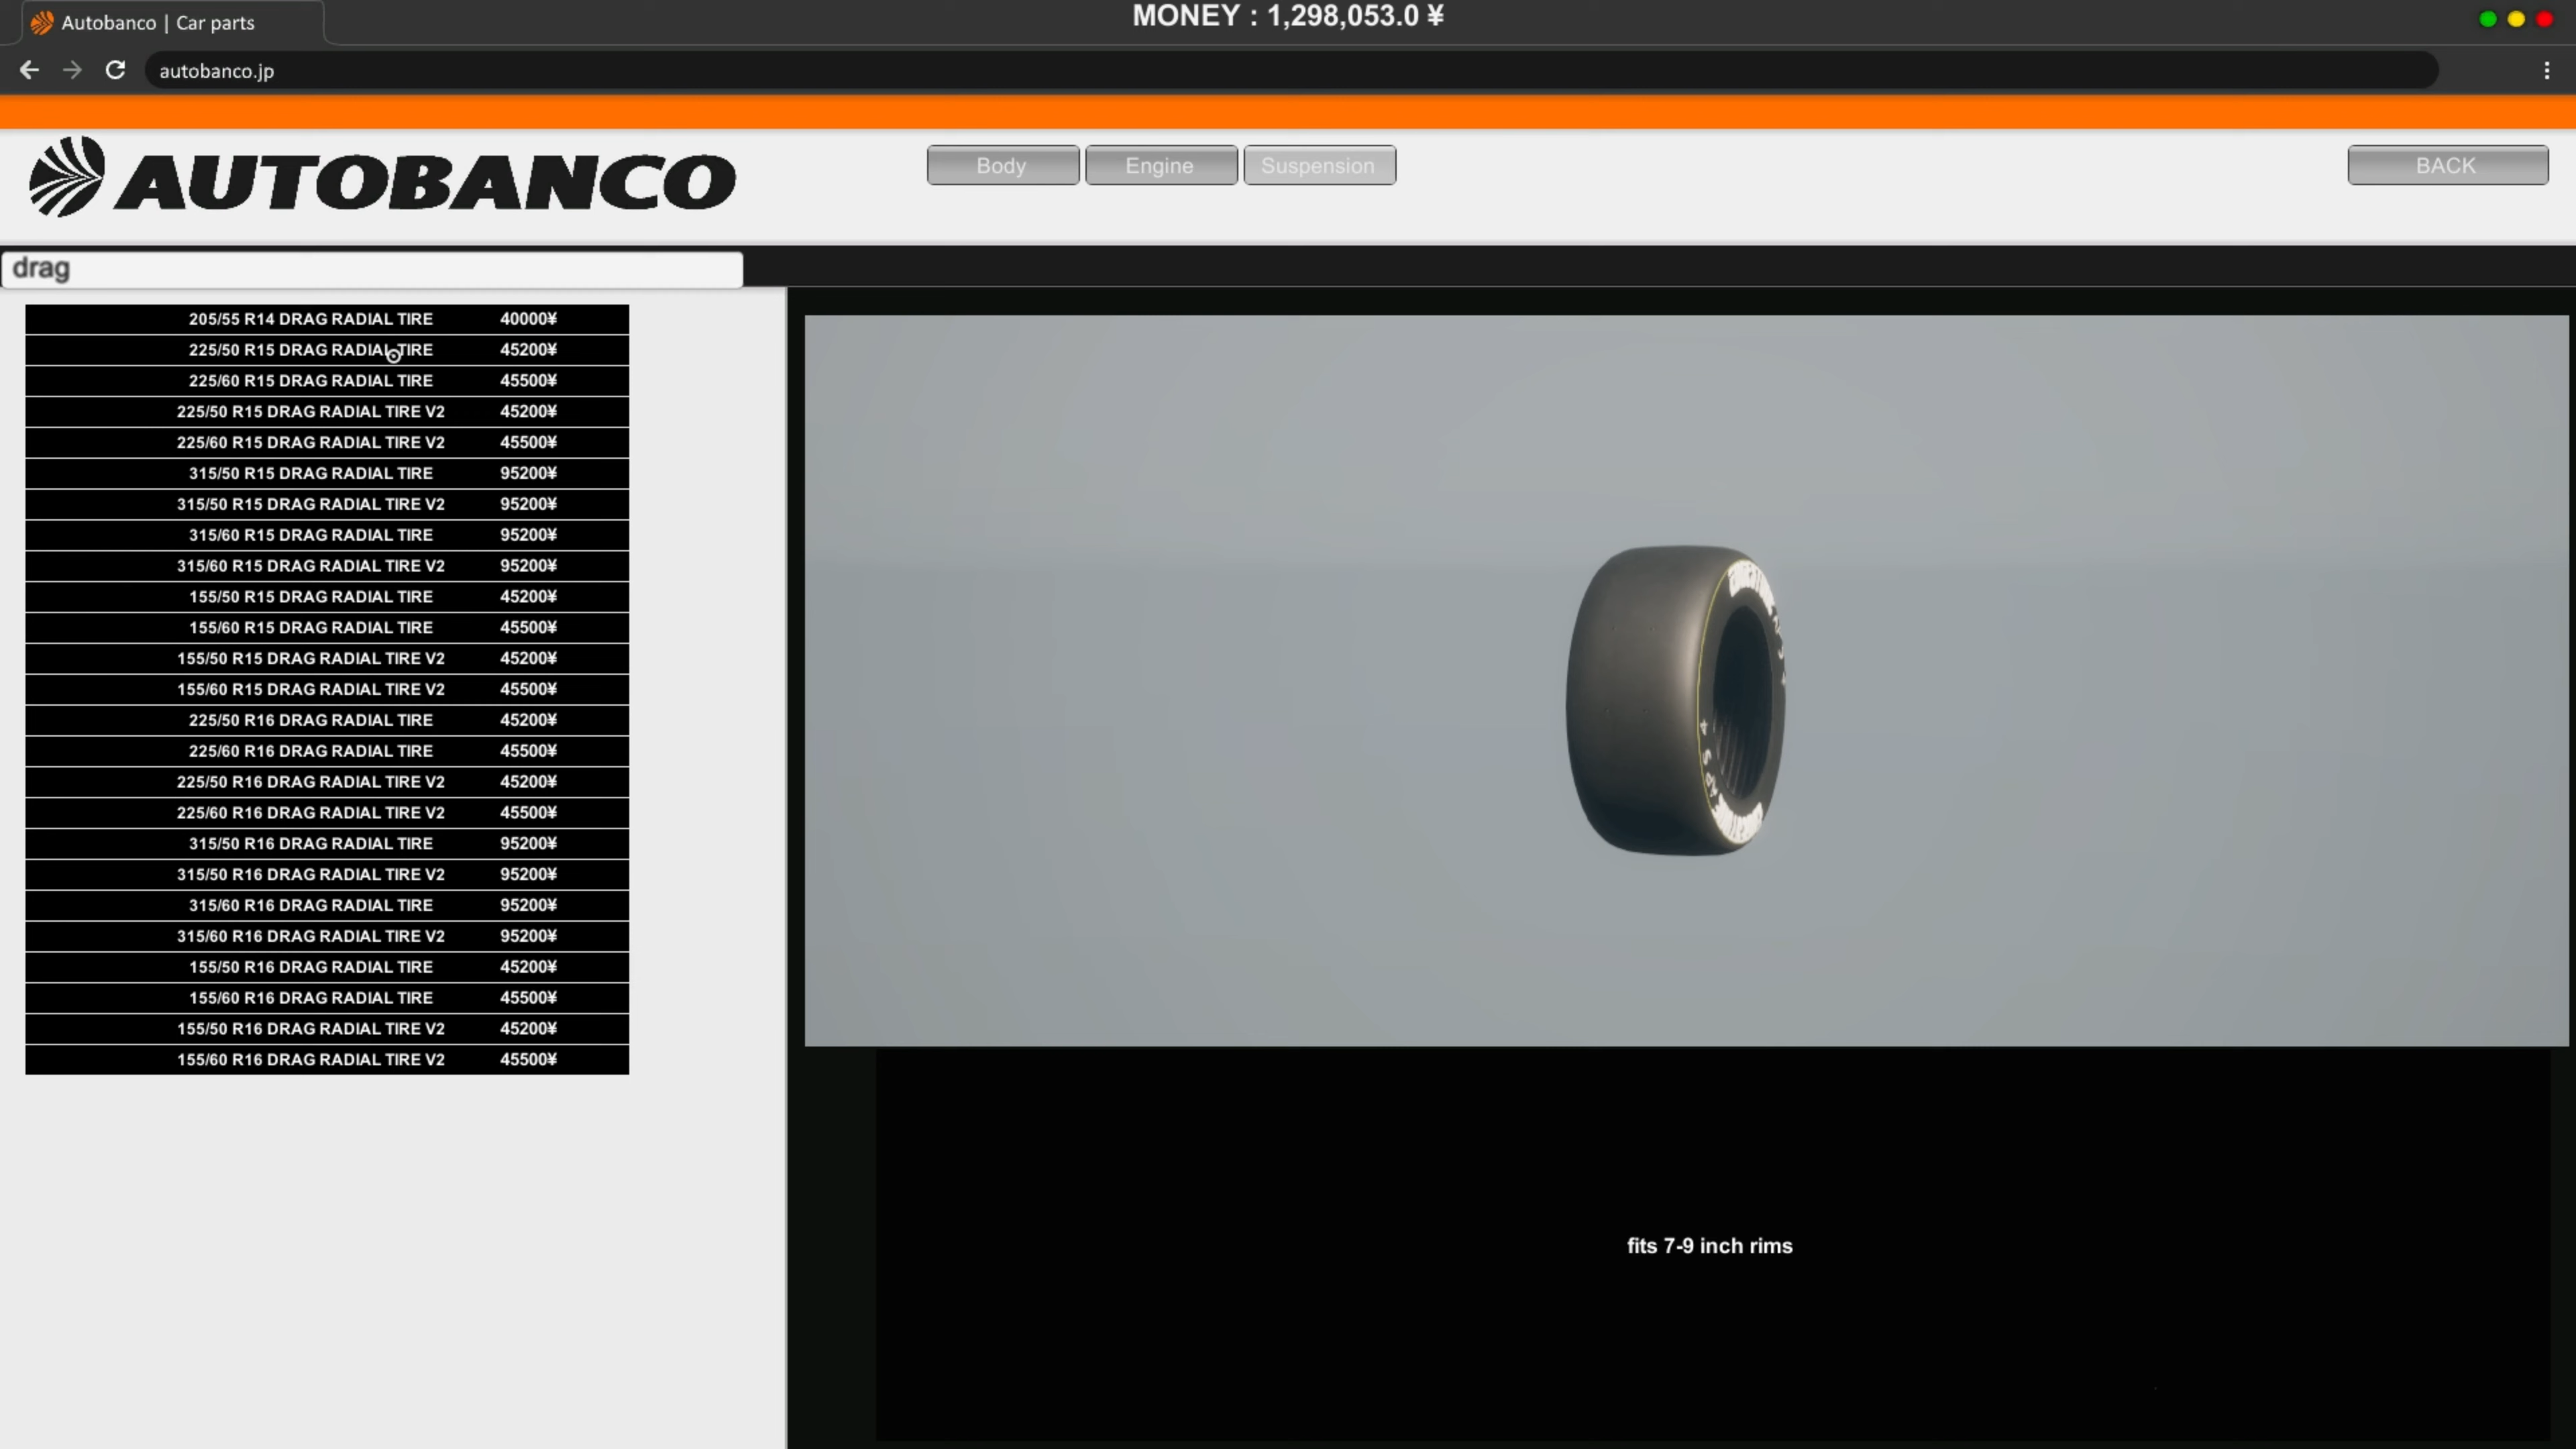 Autobanco | Car parts
MONEY : 1,298,053.0 ¥
autobanco.jp
AUTOBANCO
Body
Engine
Suspension
BACK
drag
205/55 R14 DRAG RADIAL TIRE 40000¥
225/50 R15 DRAG RADIAL TIRE 45200¥
225/60 R15 DRAG RADIAL TIRE 45500¥
225/50 R15 DRAG RADIAL TIRE V2 45200¥
225/60 R15 DRAG RADIAL TIRE V2 45500¥
315/50 R15 DRAG RADIAL TIRE 95200¥
315/50 R15 DRAG RADIAL TIRE V2 95200¥
315/60 R15 DRAG RADIAL TIRE 95200¥
315/60 R15 DRAG RADIAL TIRE V2 95200¥
155/50 R15 DRAG RADIAL TIRE 45200¥
155/60 R15 DRAG RADIAL TIRE 45500¥
155/50 R15 DRAG RADIAL TIRE V2 45200¥
155/60 R15 DRAG RADIAL TIRE V2 45500¥
225/50 R16 DRAG RADIAL TIRE 45200¥
225/60 R16 DRAG RADIAL TIRE 45500¥
225/50 R16 DRAG RADIAL TIRE V2 45200¥
225/60 R16 DRAG RADIAL TIRE V2 45500¥
315/50 R16 DRAG RADIAL TIRE 95200¥
315/50 R16 DRAG RADIAL TIRE V2 95200¥
315/60 R16 DRAG RADIAL TIRE 95200¥
315/60 R16 DRAG RADIAL TIRE V2 95200¥
155/50 R16 DRAG RADIAL TIRE 45200¥
155/60 R16 DRAG RADIAL TIRE 45500¥
155/50 R16 DRAG RADIAL TIRE V2 45200¥
155/60 R16 DRAG RADIAL TIRE V2 45500¥
fits 7-9 inch rims